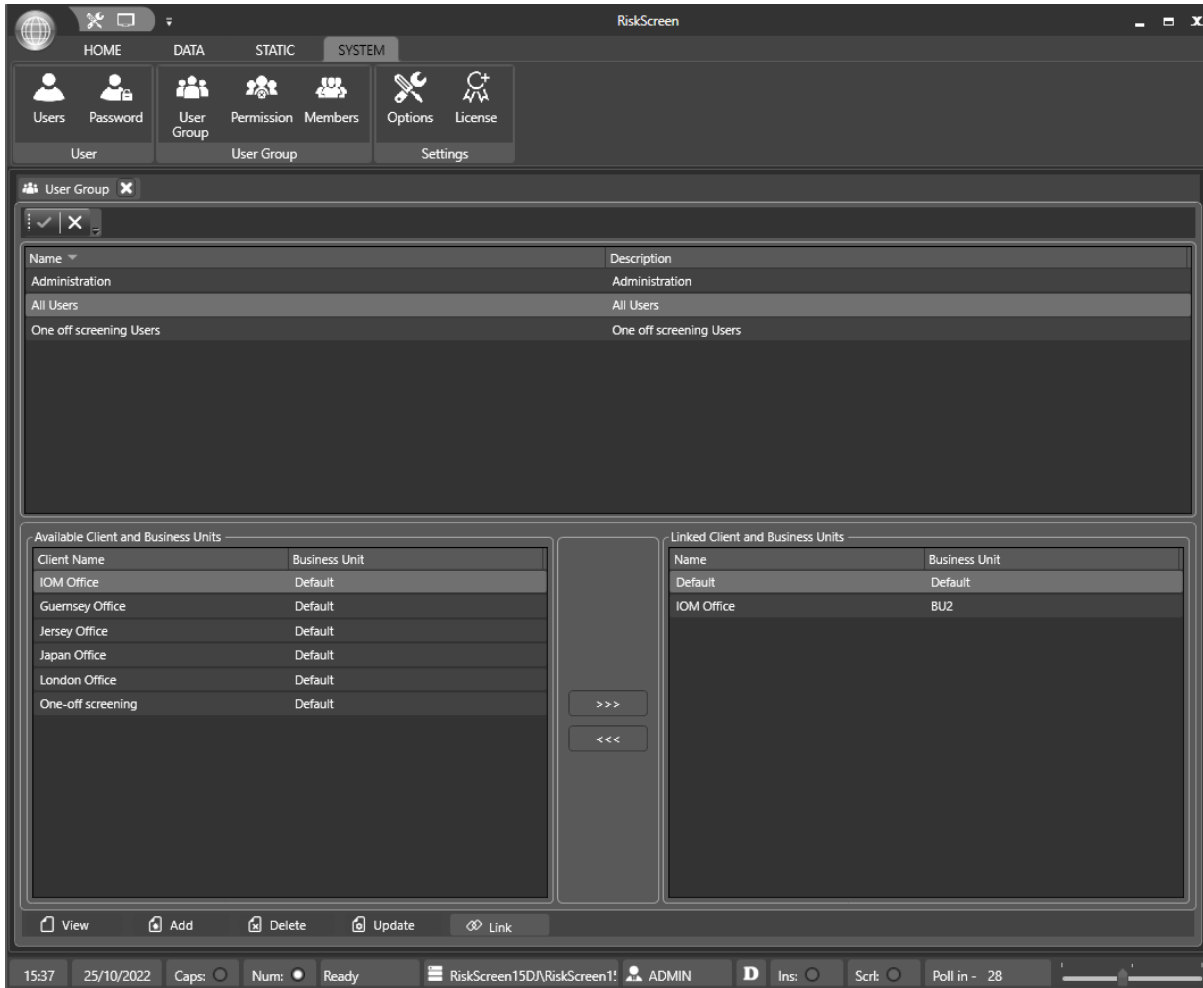 RiskScreen
HOME DATA STATIC SYSTEM
Users Password User Group Permission Members Options License
User User Group Settings
User Group
Name Description
Administration Administration
All Users All Users
One off screening Users One off screening Users
Available Client and Business Units Linked Client and Business Units
Client Name Business Unit Name Business Unit
IOM Office Default Default Default
Guernsey Office Default IOM Office BU2
Jersey Office Default
Japan Office Default
London Office Default
One-off screening Default
>>>
<<<
View Add Delete Update Link
15:37 25/10/2022 Caps: Num: Ready RiskScreen15DJ\RiskScreen1 ADMIN D Ins: Scrl: Poll in - 28